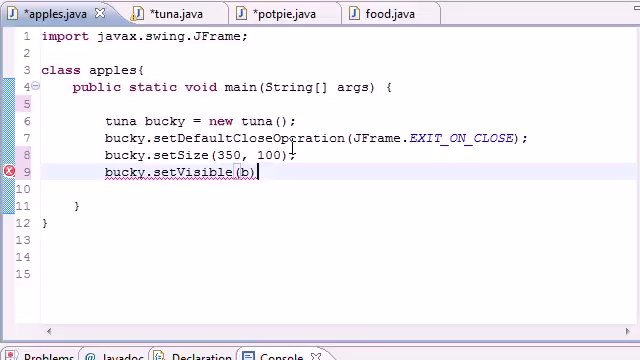 *apples.java *tuna.java *potpie.java food.java
1 import javax.swing.JFrame;
2
3 class apples{
4 public static void main(String[] args) {
5
6 tuna bucky = new tuna();
7 bucky.setDefaultCloseOperation(JFrame.EXIT_ON_CLOSE);
8 bucky.setSize(350, 100);
9 bucky.setVisible(b)
10
11 }
12 }
13
14
15
Problems @ Javadoc Declaration Console